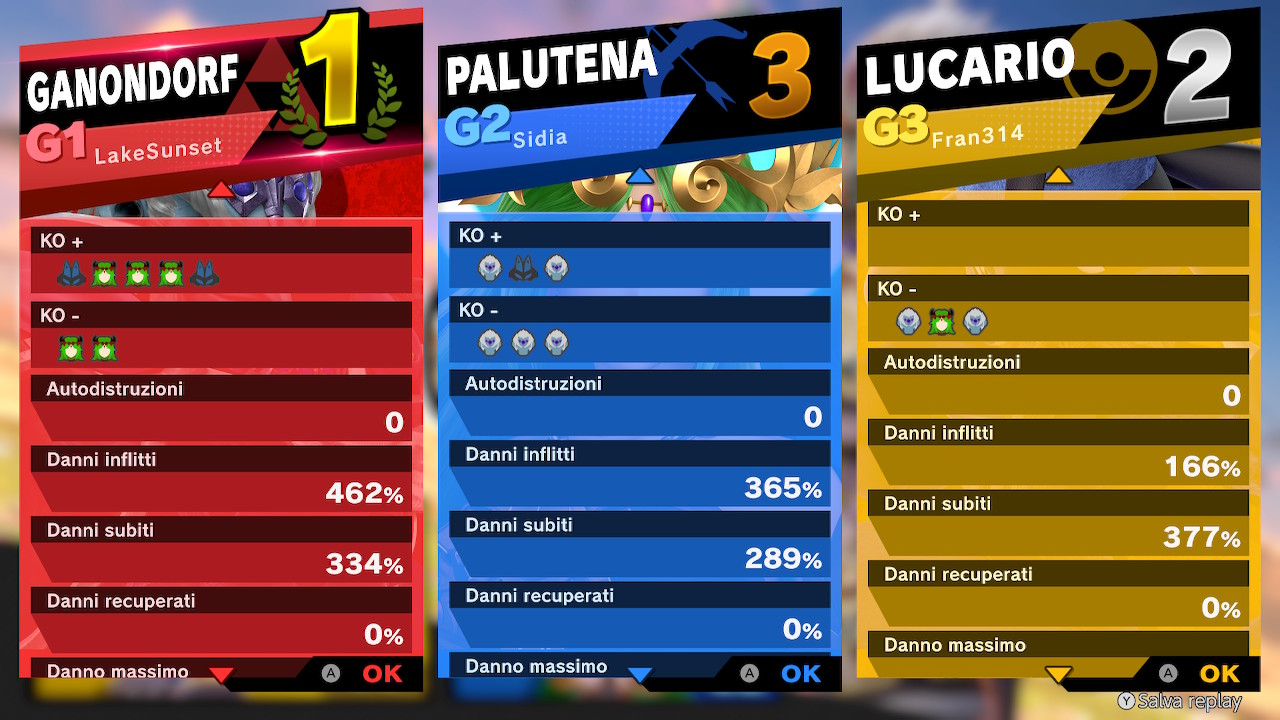 GANONDORF 1
G1 LakeSunset
KO +
KO -
Autodistruzioni
0
Danni inflitti
462%
Danni subiti
334%
Danni recuperati
0%
Danno massimo
A OK
PALUTENA 3
G2 Sidia
KO +
KO -
Autodistruzioni
0
Danni inflitti
365%
Danni subiti
289%
Danni recuperati
0%
Danno massimo
A OK
LUCARIO 2
G3 Fran314
KO +
KO -
Autodistruzioni
0
Danni inflitti
166%
Danni subiti
377%
Danni recuperati
0%
Danno massimo
A OK
Y Salva replay